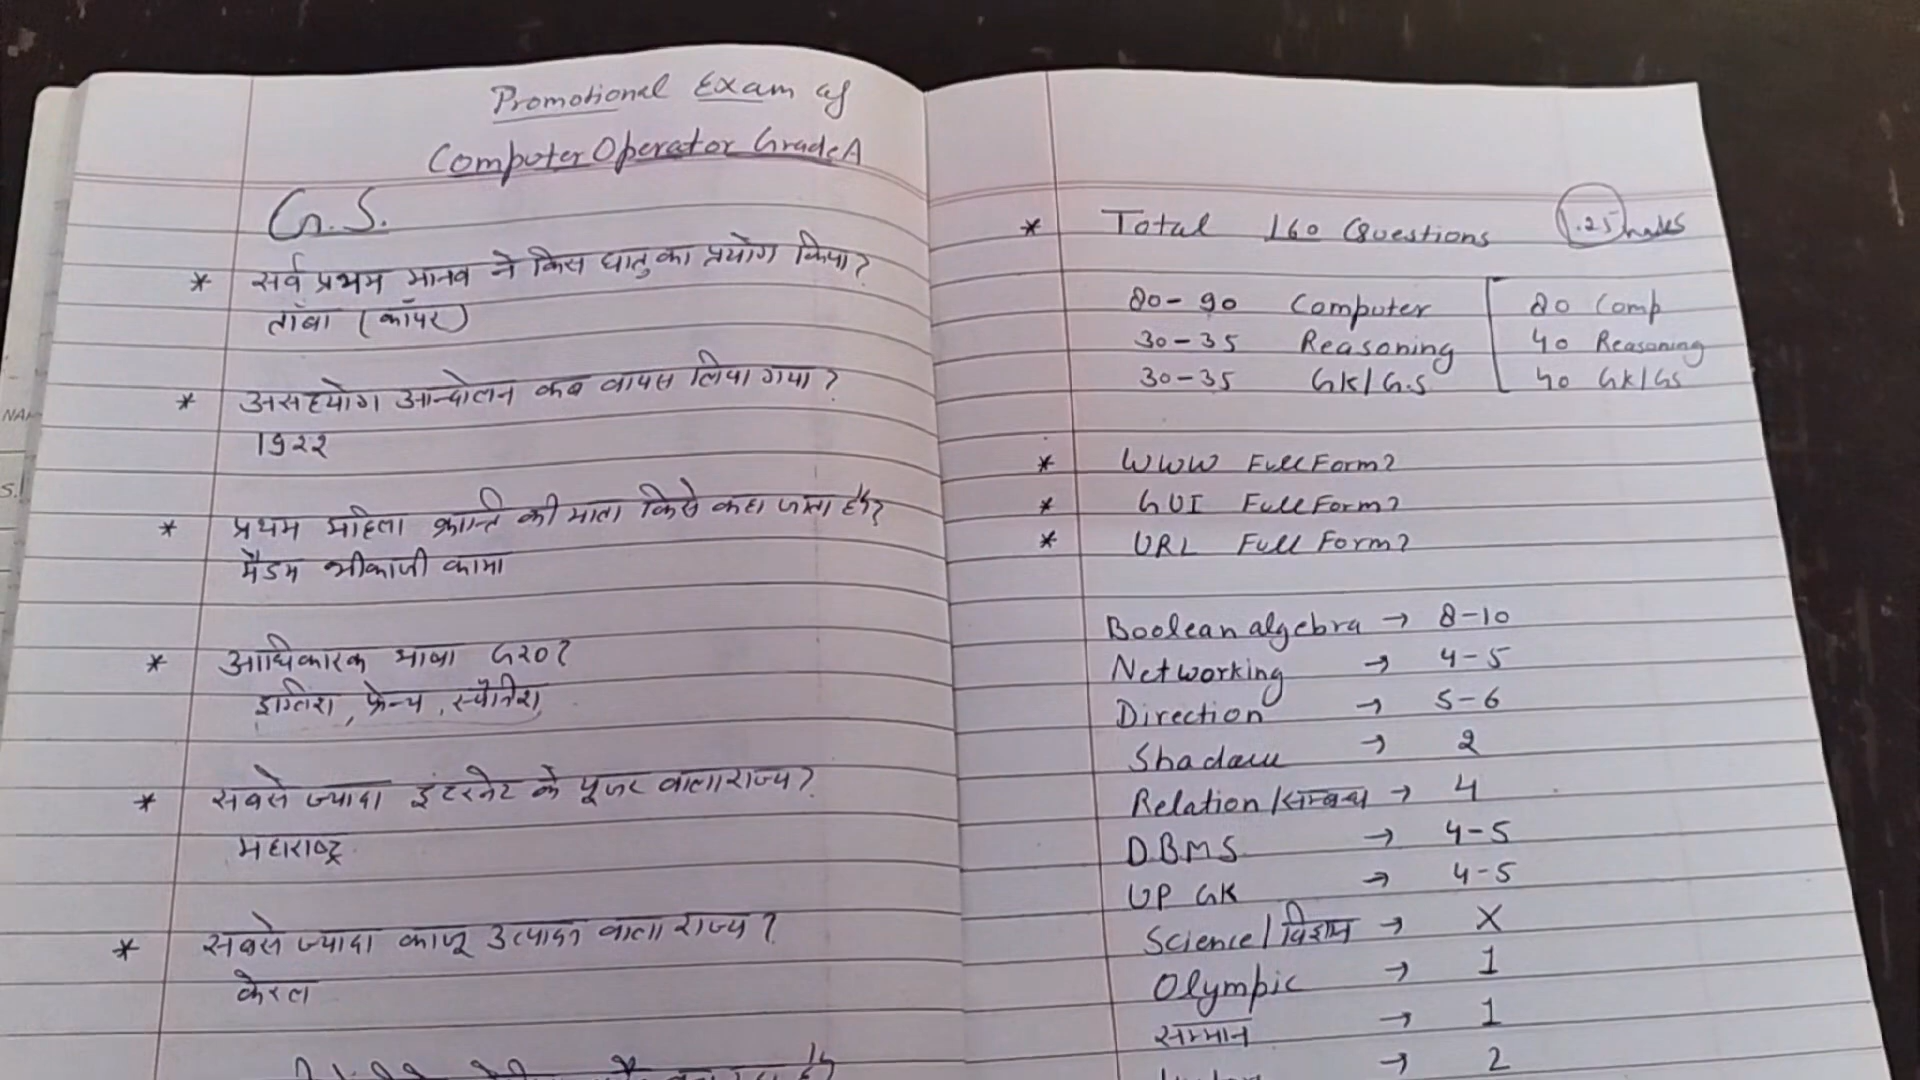 Promotional Exam of
Computer Operator Grade A
G.S.
* सर्व प्रथम मानव ने किस धातु का प्रयोग किया?
ताँबा (कॉपर)
* असहयोग आन्दोलन कब वापस लिया गया?
1922
* प्रथम महिला क्रान्ति की माता किसे कहा जाता है?
मैडम भीकाजी कामा
* आधिकारक भाषा
इंग्लिश, फ्रेन्च, स्पेनिश
* सबसे ज्यादा इंटरनेट के यूजर वाला राज्य?
महाराष्ट्र
* सबसे ज्यादा काजू उत्पादन वाला राज्य?
केरल
* Total 160 Questions 1.25 marks
80-90 Computer 80 Comp
30-35 Reasoning 40 Reasoning
30-35 GK/G.S 40 GK/GS
* WWW Full Form?
* GUI Full Form?
* URL Full Form?
Boolean algebra → 8-10
Networking → 4-5
Direction → 5-6
Shadow → 2
Relation/सम्बन्ध → 4
DBMS → 4-5
UP GK → 4-5
Science/विज्ञान → X
Olympic → 1
सम्मान → 1
→ 2